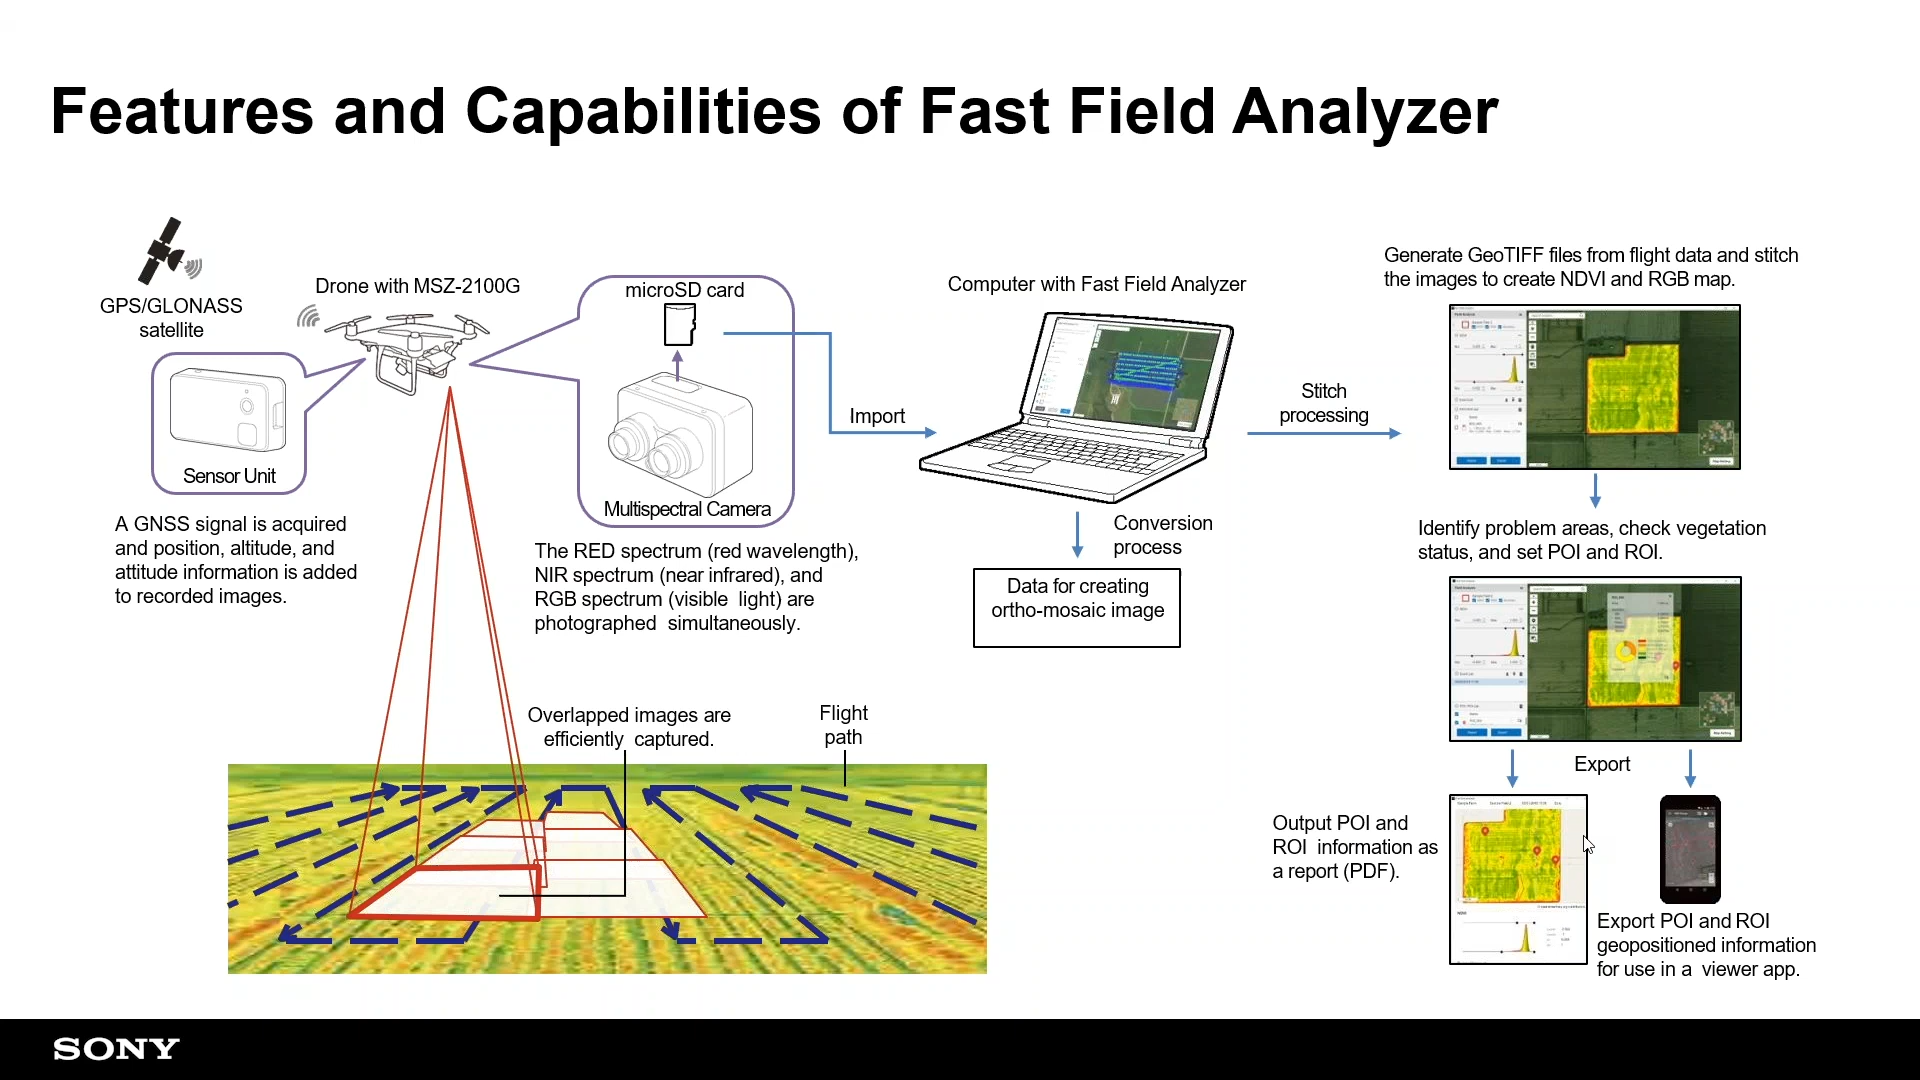 Features and Capabilities of Fast Field Analyzer
GPS/GLONASS
satellite
Drone with MSZ-2100G
Sensor Unit
A GNSS signal is acquired
and position, altitude, and
attitude information is added
to recorded images.
microSD card
Multispectral Camera
The RED spectrum (red wavelength),
NIR spectrum (near infrared), and
RGB spectrum (visible light) are
photographed simultaneously.
Import
Computer with Fast Field Analyzer
Conversion
process
Data for creating
ortho-mosaic image
Stitch
processing
Generate GeoTIFF files from flight data and stitch
the images to create NDVI and RGB map.
Identify problem areas, check vegetation
status, and set POI and ROI.
Export
Output POI and
ROI information as
a report (PDF).
Export POI and ROI
geopositioned information
for use in a viewer app.
Overlapped images are
efficiently captured.
Flight
path
SONY